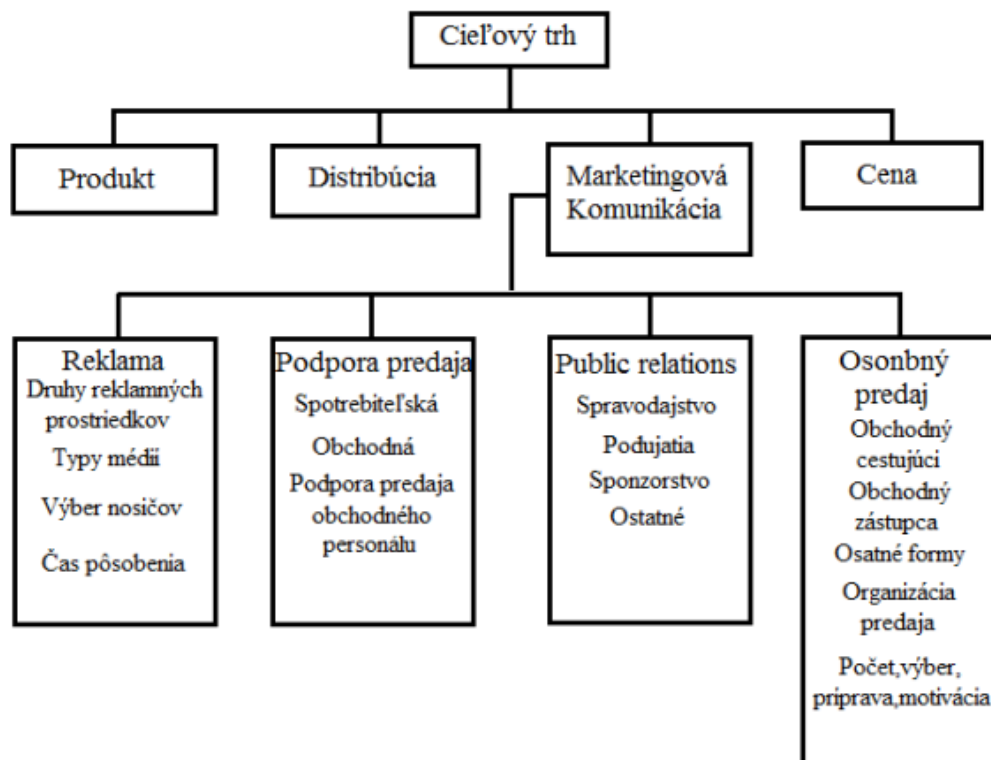 Cieľový trh
Produkt
Distribúcia
Marketingová
Komunikácia
Cena
Reklama
Druhy reklamných
prostriedkov
Typy médií
Výber nosičov
Čas pôsobenia
Podpora predaja
Spotrebiteľská
Obchodná
Podpora predaja
obchodného
personálu
Public relations
Spravodajstvo
Podujatia
Sponzorstvo
Ostatné
Osonbný
predaj
Obchodný
cestujúci
Obchodný
zástupca
Osatné formy
Organizácia
predaja
Počet,výber,
priprava,motivácia